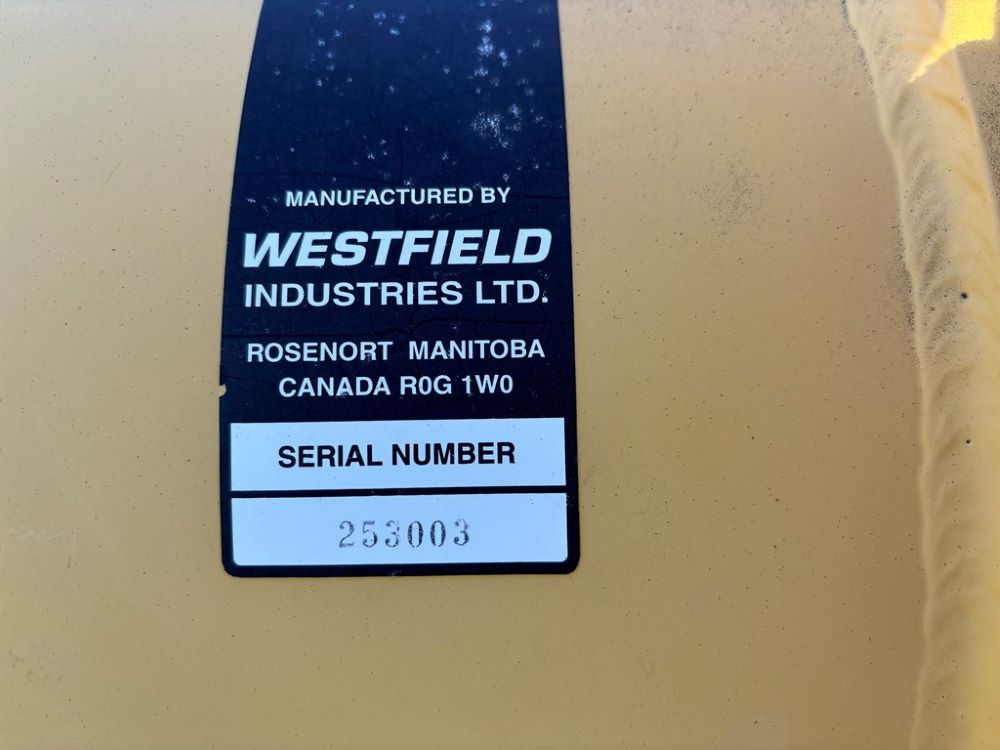 MANUFACTURED BY
WESTFIELD
INDUSTRIES LTD.
ROSENORT MANITOBA
CANADA R0G 1W0
SERIAL NUMBER
253003